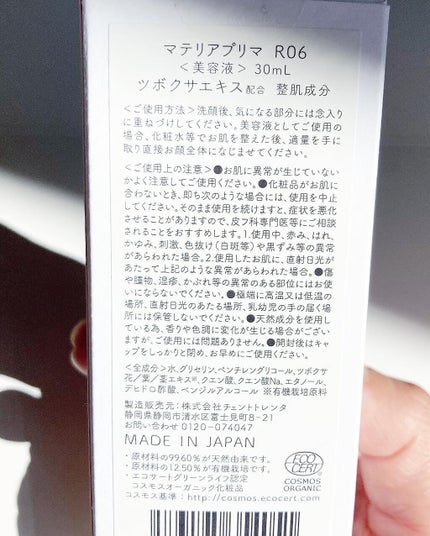 マテリアプリマ R06
<美容液> 30mL
ツボクサエキス配合 整肌成分
<ご使用方法>洗顔後、気になる部分には念入り
に重ねづけしてください。美容液としてご使用の
場合、化粧水等でお肌を整えた後、適量を手に
取り直接お顔全体になじませてください。
<ご使用上の注意>●お肌に異常が生じていない
かよく注意してご使用ください。●化粧品がお肌に
合わないとき、即ち次のような場合には、使用を中止
してください。そのまま使用を続けますと、症状を悪化
させることがありますので、皮フ科専門医等にご相談
されることをおすすめします。1.使用中、赤み、はれ、
かゆみ、刺激、色抜け(白斑等)や黒ずみ等の異常
があらわれた場合。2.使用したお肌に、直射日光が
あたって上記のような異常があらわれた場合。●傷
や腫物、湿疹、かぶれ等の異常のある部位にはお使
いにならないでください。●極端に高温又は低温の
場所、直射日光のあたる場所、乳幼児の手の届く場所
には保管しないでください。●天然成分を使用し
ている為、香りや色調に変化が生じる場合がござい
ますが、ご使用には問題ありません。●開封後はキャ
ップをしっかりと閉め、お早めにご使用ください。
<全成分>水、グリセリン、ペンチレングリコール、ツボクサ
花/葉/茎エキス※、クエン酸、クエン酸Na、エタノール、
デヒドロ酢酸、ベンジルアルコール ※有機栽培原料
製造販売元:株式会社チェントトレンタ
静岡県静岡市清水区富士見町8-21
お問い合わせ 0120-074047
MADE IN JAPAN
・原材料の99.60%が天然由来です。
・原材料の12.50%が有機栽培です。
・エコサートグリーンライフ認定
コスモスオーガニック化粧品
コスモス基準:http://cosmos.ecocert.com
ECO
CERT
COSMOS
ORGANIC